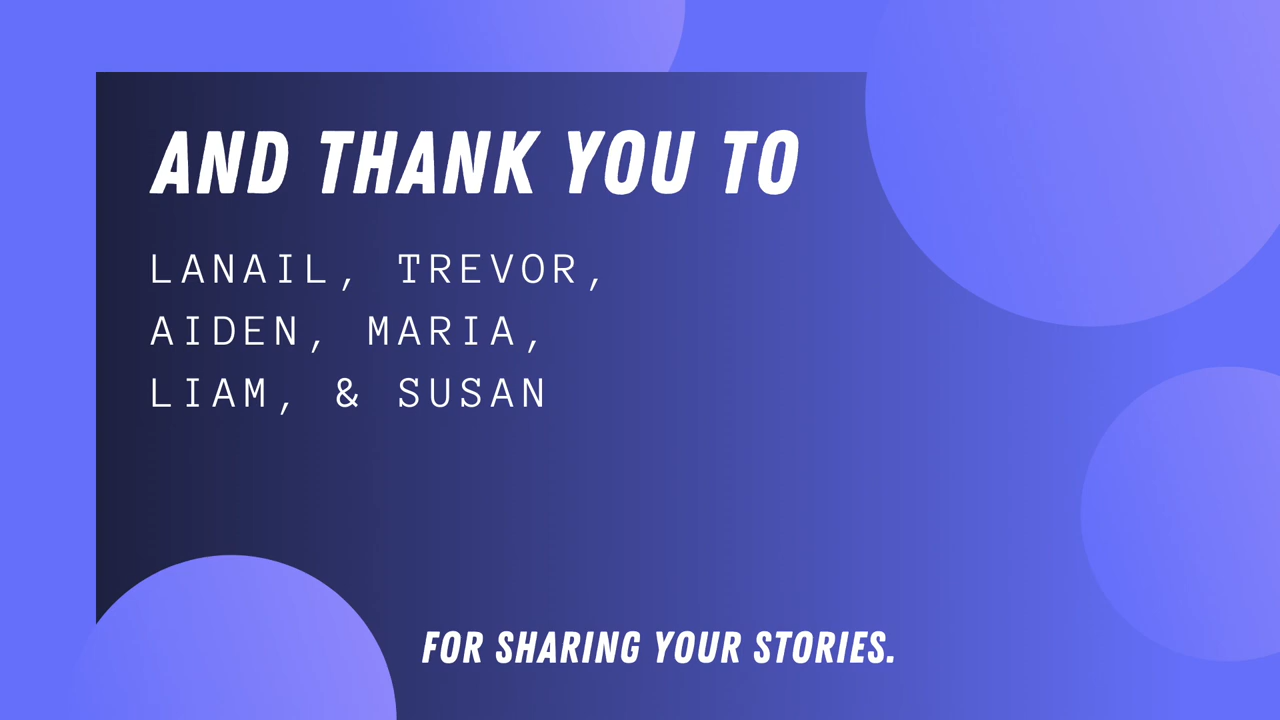 AND THANK YOU TO
LANAIL, TREVOR,
AIDEN, MARIA,
LIAM, & SUSAN
FOR SHARING YOUR STORIES.